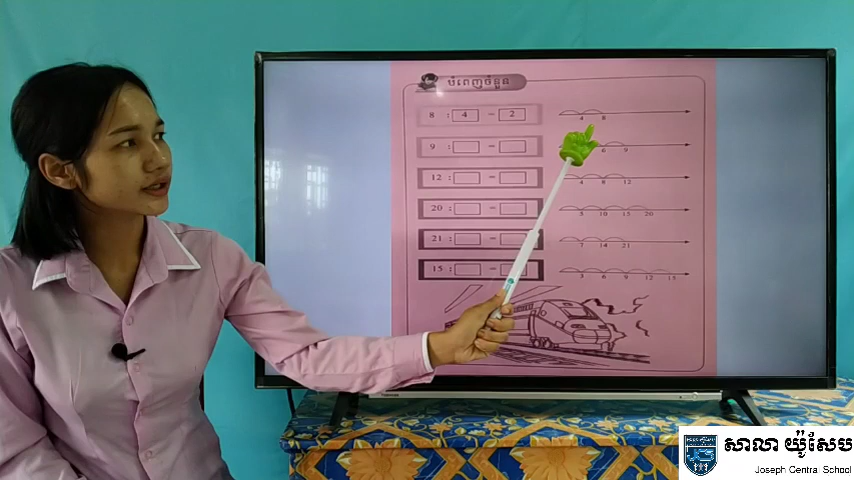 បំពេញចំនួន
8 : 4 = 2
4 8
9 : =
6 9
12 : =
4 8 12
20 : =
5 10 15 20
21 : =
7 14 21
15 : =
3 6 9 12 15
សាលា យ៉ូសែប
Joseph Central School